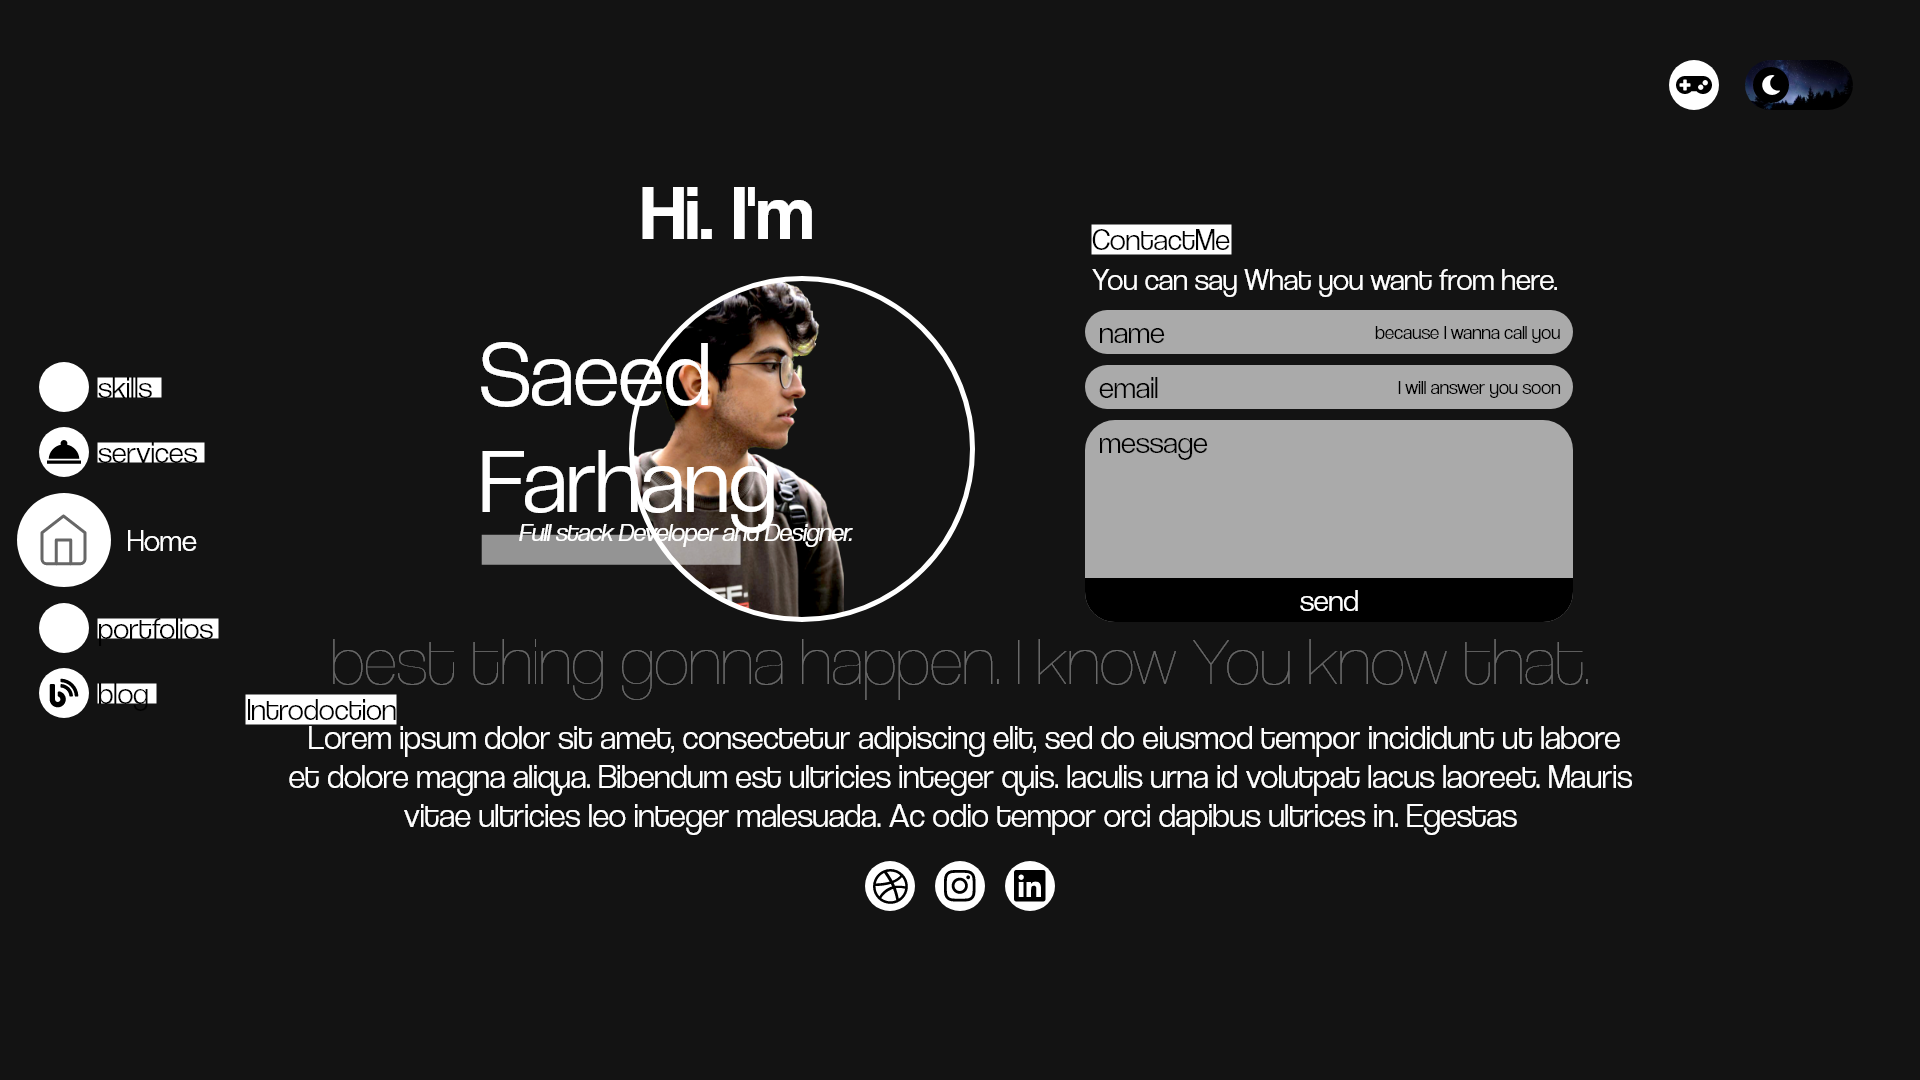 Hi. I'm
Saeed
Farhang
Full stack Developer and Designer.
ContactMe
You can say What you want from here.
name because I wanna call you
email I will answer you soon
message
send
skills
services
Home
portfolios
blog
best thing gonna happen. I know You know that.
Introdoction
Lorem ipsum dolor sit amet, consectetur adipiscing elit, sed do eiusmod tempor incididunt ut labore
et dolore magna aliqua. Bibendum est ultricies integer quis. Iaculis urna id volutpat lacus laoreet. Mauris
vitae ultricies leo integer malesuada. Ac odio tempor orci dapibus ultrices in. Egestas
in